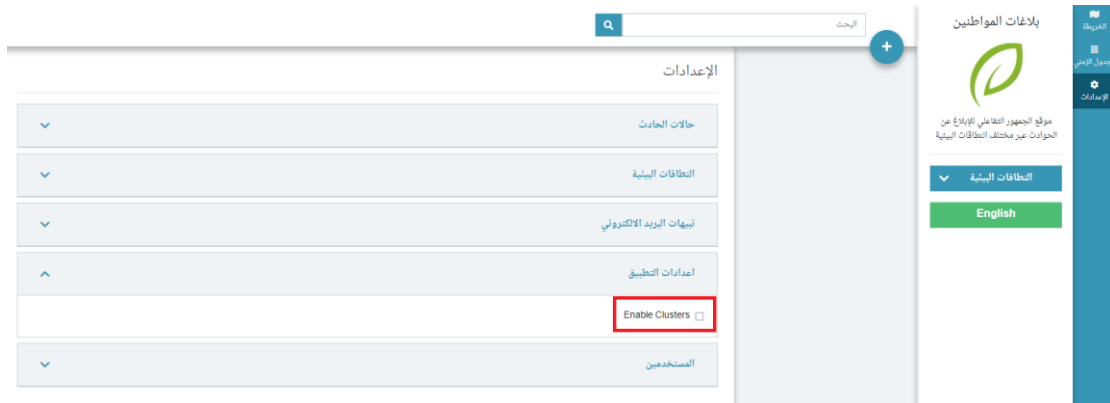 الخريطة
جدول الزمني
الإعدادات
بلاغات المواطنين
موقع الجمهور التفاعلي للإبلاغ عن
الحوادث عبر مختلف النطاقات البيئية
النطاقات البيئية
English
البحث
الإعدادات
حالات الحادث
النطاقات البيئية
تبيهات البريد الالكتروني
اعدادات التطبيق
Enable Clusters
المستخدمين